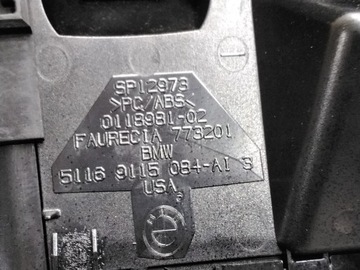 SP12973
>PC/ABS<
0118981-02
FAURECIA 773201
BMW
5116 9115 084-AI B
USA